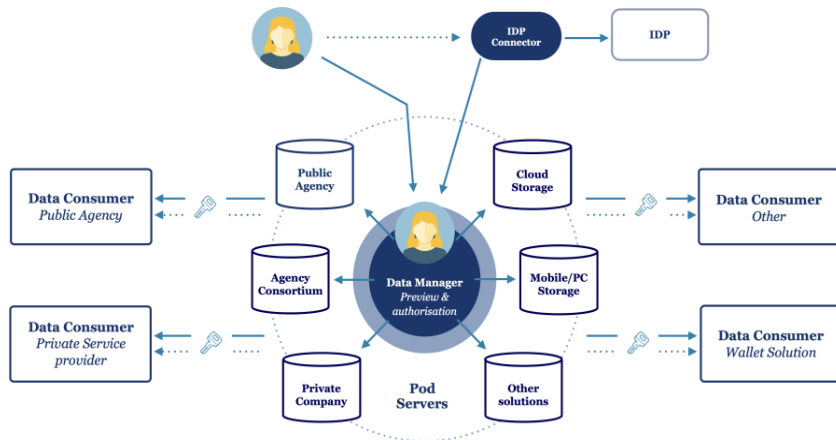 IDP
Connector
IDP
Public
Agency
Cloud
Storage
Data Consumer
Public Agency
Data Consumer
Other
Agency
Consortium
Data Manager
Preview &
authorisation
Mobile/PC
Storage
Data Consumer
Private Service
provider
Data Consumer
Wallet Solution
Private
Company
Pod
Servers
Other
solutions